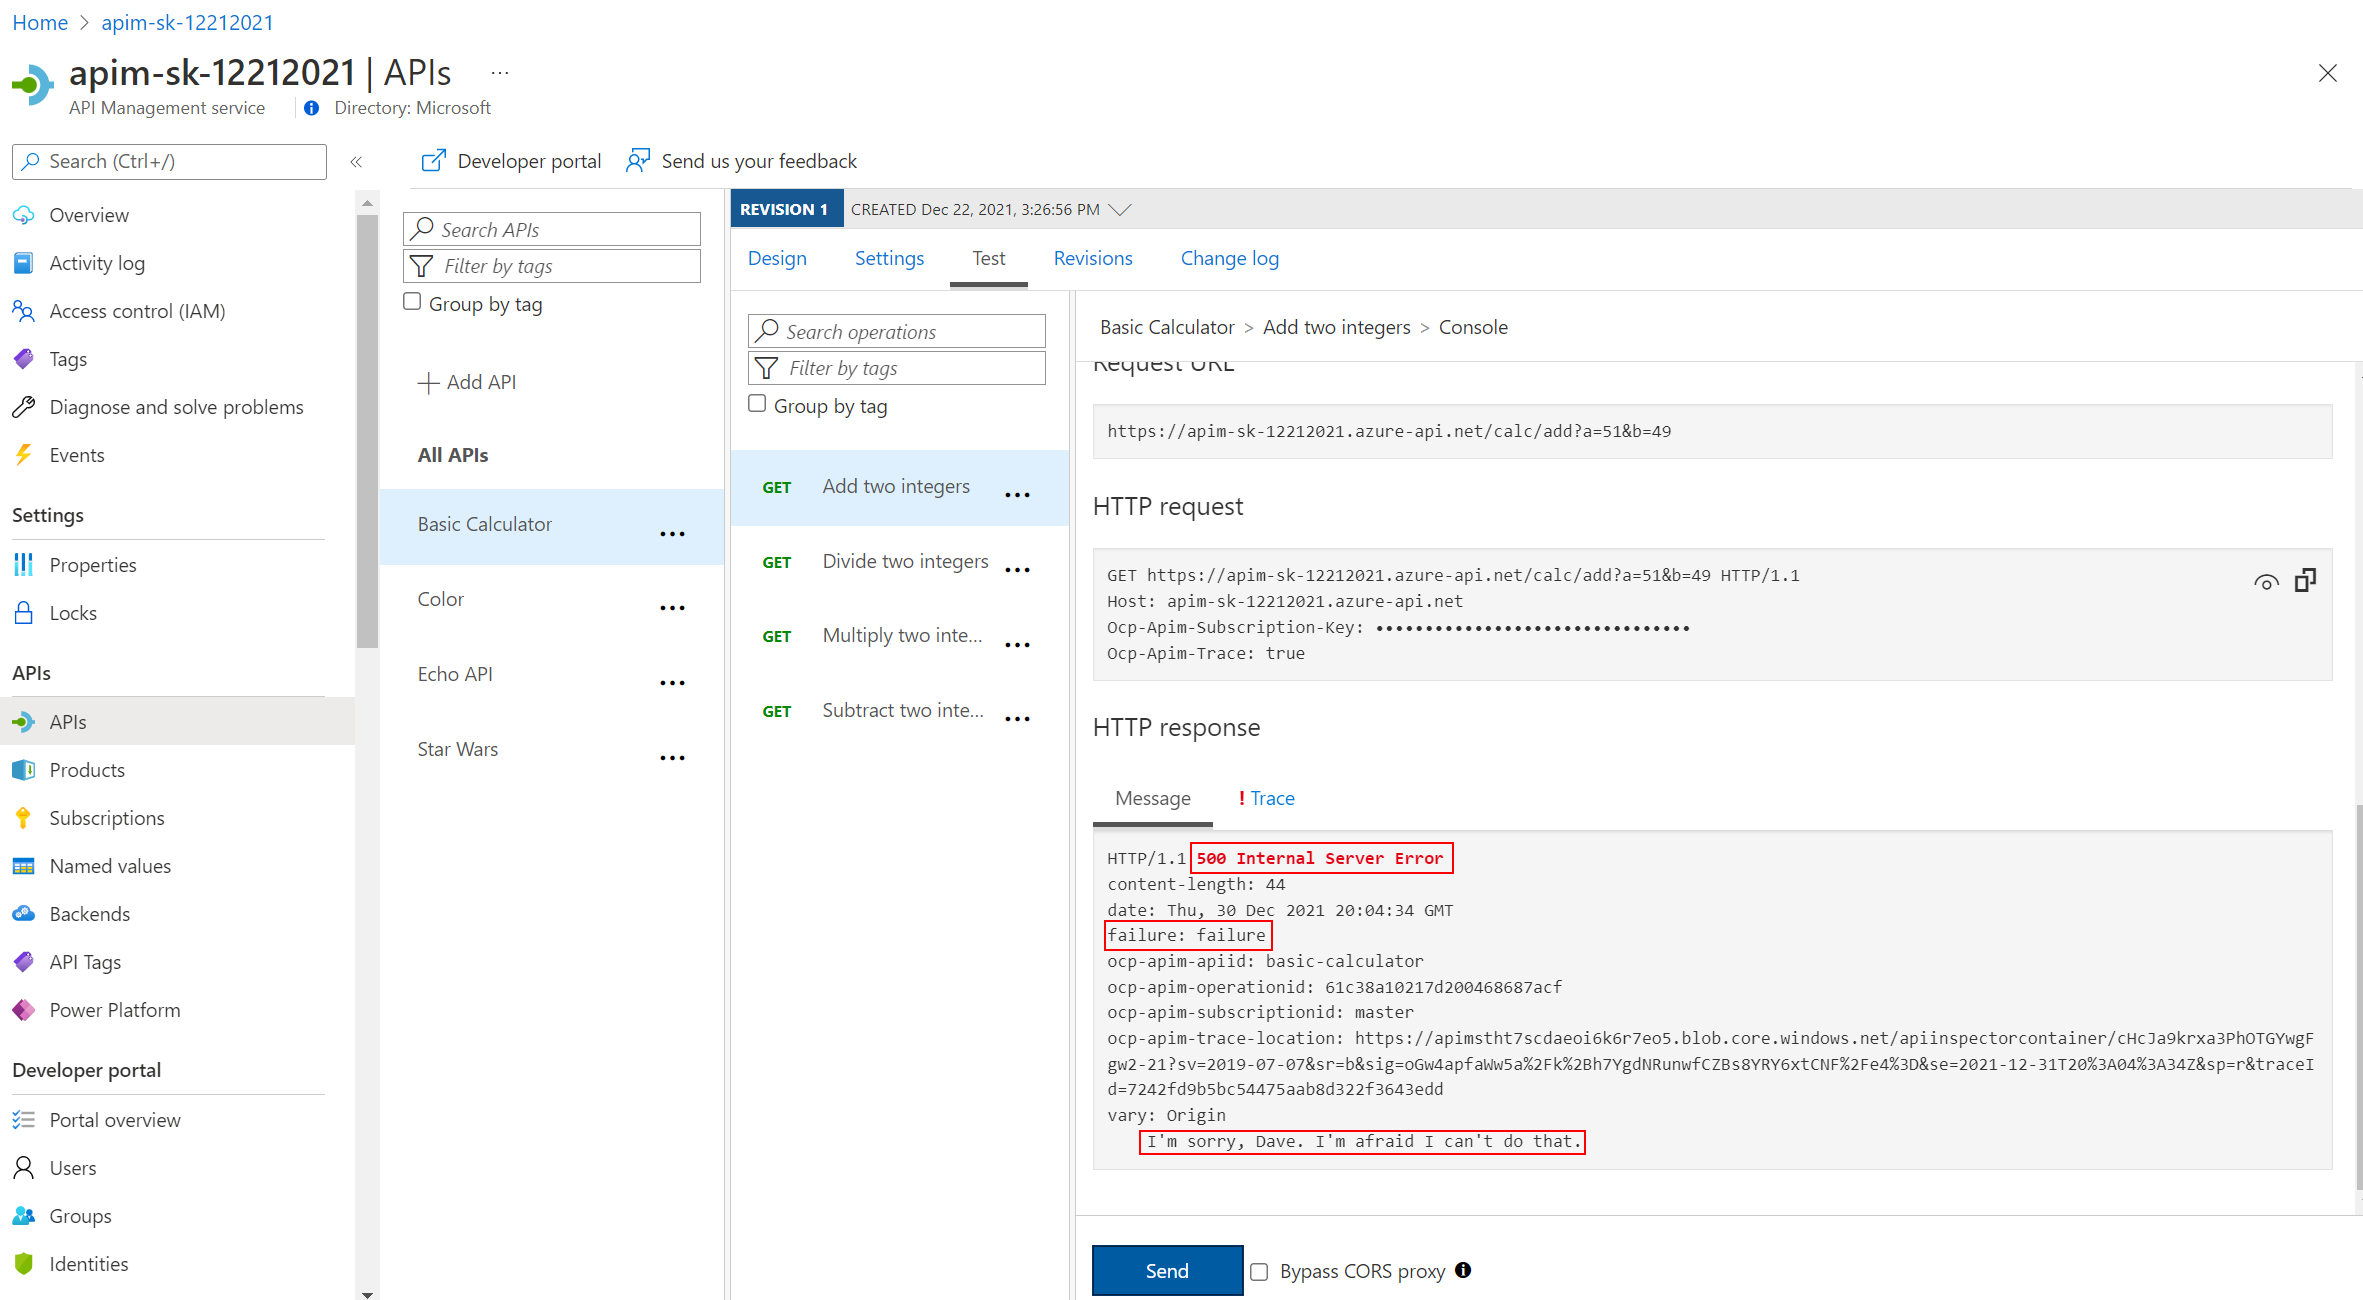 Home > apim-sk-12212021
apim-sk-12212021 | APIs ...
API Management service
Directory: Microsoft
Search (Ctrl+/)
«
Overview
Activity log
Access control (IAM)
Tags
Diagnose and solve problems
Events
Settings
Properties
Locks
APIs
APIs
Products
Subscriptions
Named values
Backends
API Tags
Power Platform
Developer portal
Portal overview
Users
Groups
Identities
Developer portal
Send us your feedback
Search APIs
Filter by tags
Group by tag
Add API
All APIs
Basic Calculator ...
Color ...
Echo API ...
Star Wars ...
REVISION 1 CREATED Dec 22, 2021, 3:26:56 PM
Design Settings Test Revisions Change log
Search operations
Filter by tags
Group by tag
GET Add two integers ...
GET Divide two integers ...
GET Multiply two inte... ...
GET Subtract two inte... ...
Basic Calculator > Add two integers > Console
Request URL
https://apim-sk-12212021.azure-api.net/calc/add?a=51&b=49
HTTP request
GET https://apim-sk-12212021.azure-api.net/calc/add?a=51&b=49 HTTP/1.1
Host: apim-sk-12212021.azure-api.net
Ocp-Apim-Subscription-Key: ••••••••••••••••••••••••••••••••
Ocp-Apim-Trace: true
HTTP response
Message ! Trace
HTTP/1.1 500 Internal Server Error
content-length: 44
date: Thu, 30 Dec 2021 20:04:34 GMT
failure: failure
ocp-apim-apiid: basic-calculator
ocp-apim-operationid: 61c38a10217d200468687acf
ocp-apim-subscriptionid: master
ocp-apim-trace-location: https://apimstht7scdaeoi6k6r7eo5.blob.core.windows.net/apiinspectorcontainer/cHcJa9krxa3PhOTGYwgF
gw2-21?sv=2019-07-07&sr=b&sig=oGw4apfaWw5a%2Fk%2Bh7YgdNRunwfCZBs8YRY6xtCNF%2Fe4%3D&se=2021-12-31T20%3A04%3A34Z&sp=r&traceI
d=7242fd9b5bc54475aab8d322f3643edd
vary: Origin
I'm sorry, Dave. I'm afraid I can't do that.
Send
Bypass CORS proxy